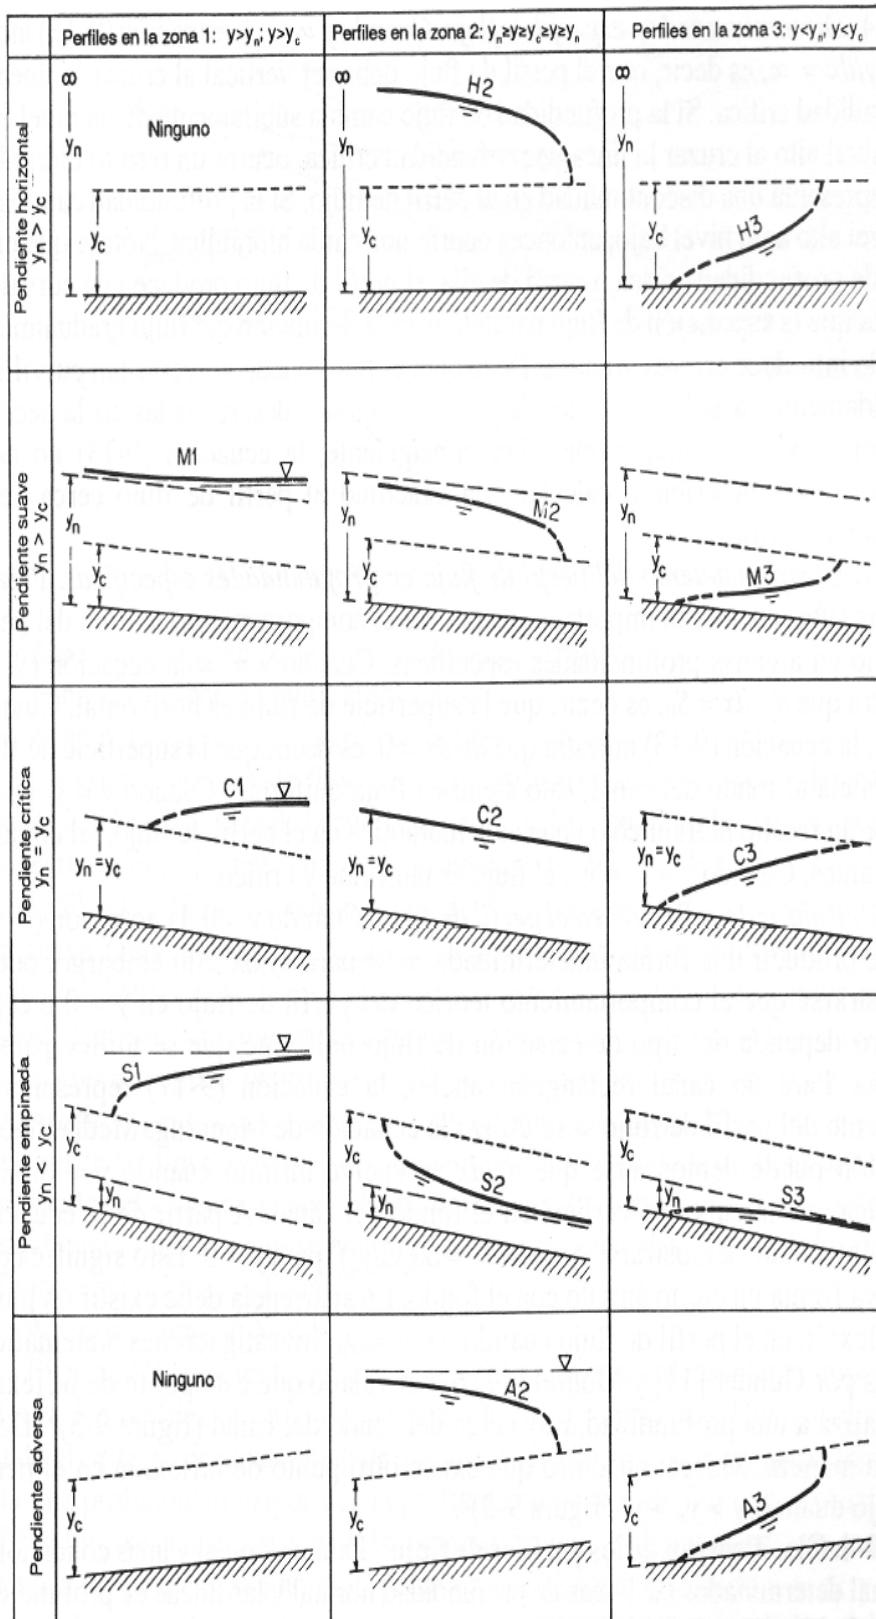 Perfiles en la zona 1: y>yn; y>yc
Perfiles en la zona 2: yn≥y≥yc; yc≥y≥yn
Perfiles en la zona 3: y<yn; y<yc
Pendiente horizontal
yn > yc
∞
yn
Ninguno
yc
∞
H2
yn
yc
∞
yn
yc
H3
Pendiente suave
yn > yc
M1
yn
yc
M2
yn
yc
yn
yc
M3
Pendiente crítica
yn = yc
C1
yn=yc
C2
yn=yc
yn=yc
C3
Pendiente empinada
yn < yc
S1
yc
yn
yc
S2
yn
yc
yn
S3
Pendiente adversa
Ninguno
yc
A2
yc
yc
A3